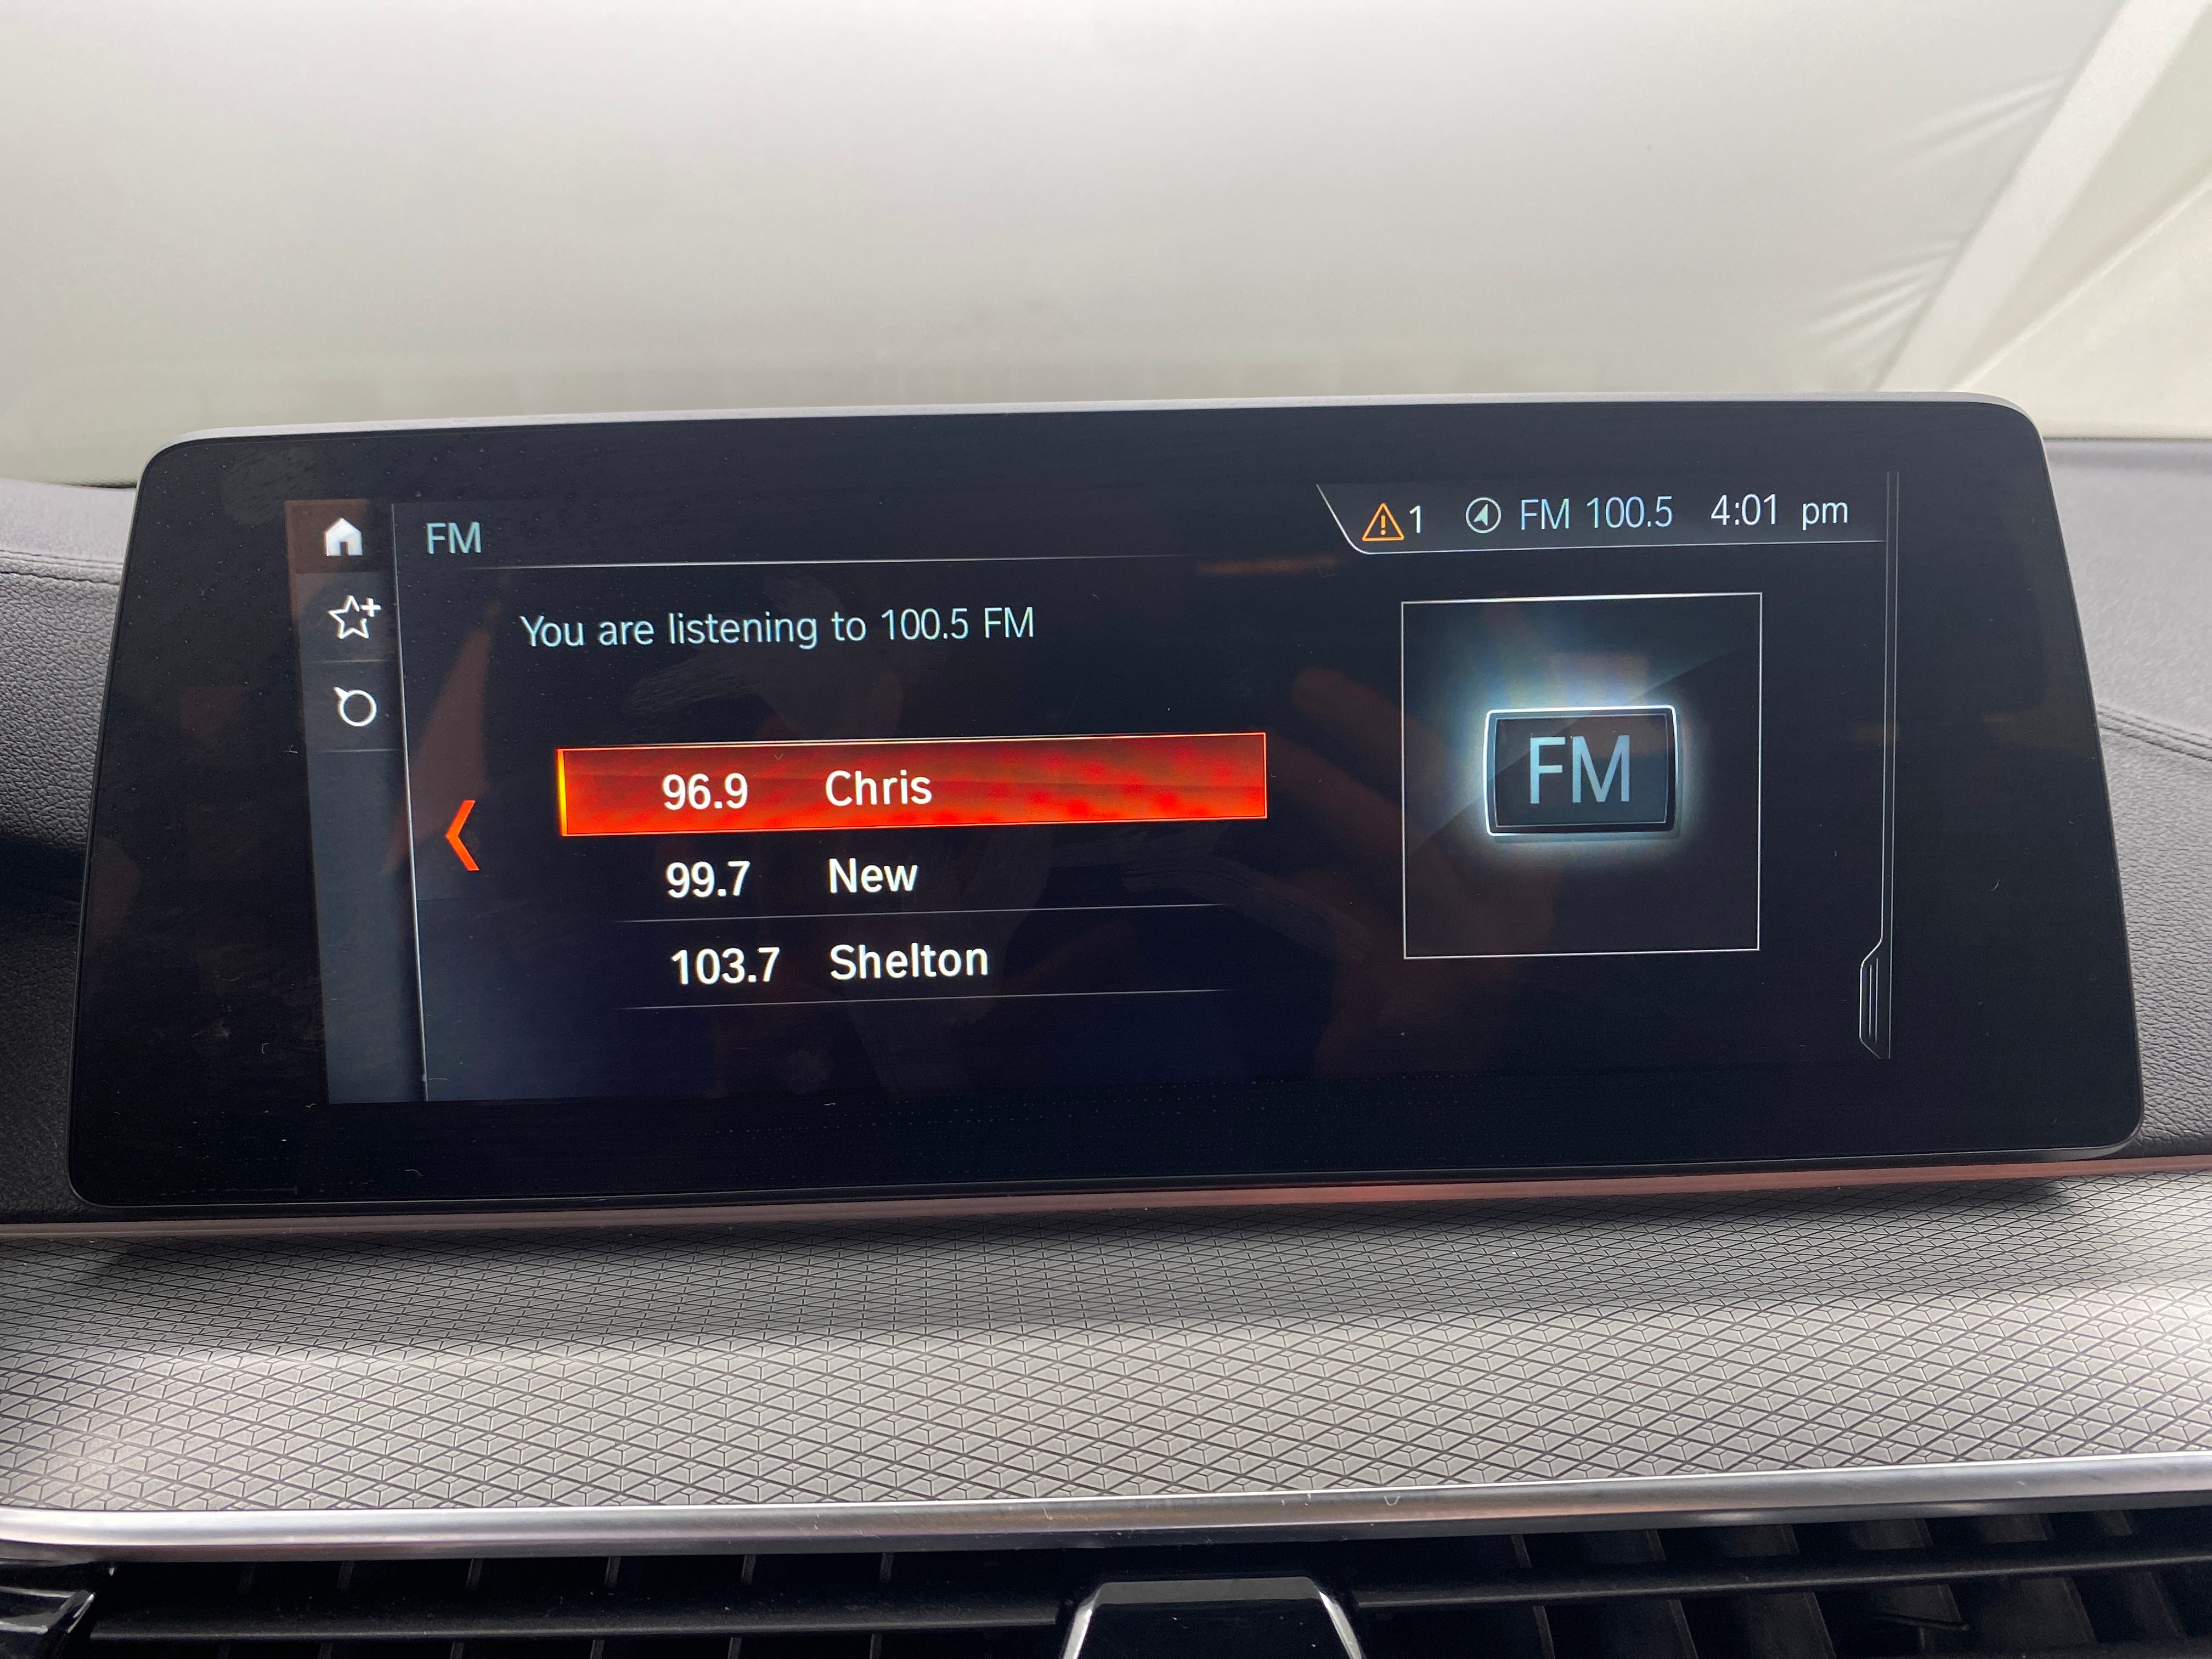 FM
1 FM 100.5 4:01 pm
You are listening to 100.5 FM
96.9 Chris
99.7 New
103.7 Shelton
FM